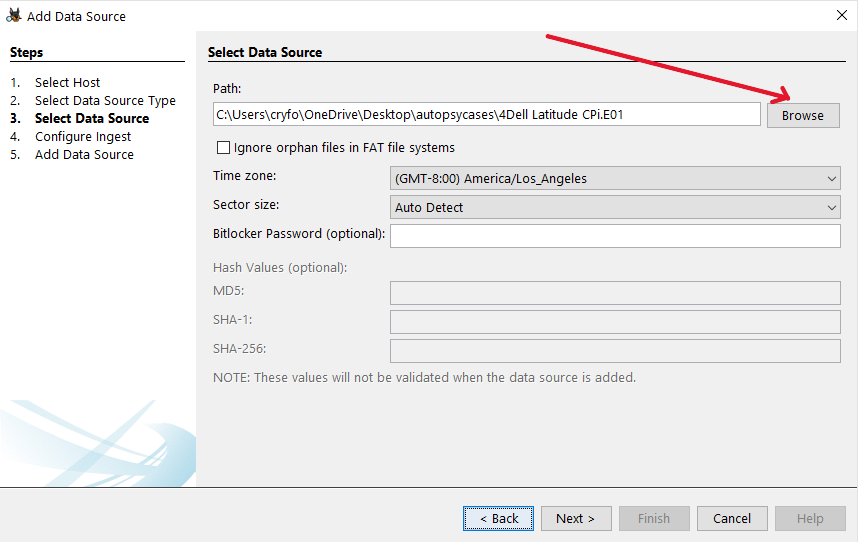 Add Data Source
Steps
1. Select Host
2. Select Data Source Type
3. Select Data Source
4. Configure Ingest
5. Add Data Source
Select Data Source
Path:
C:\Users\cryfo\OneDrive\Desktop\autopsycases\4Dell Latitude CPi.E01
Browse
Ignore orphan files in FAT file systems
Time zone:
(GMT-8:00) America/Los_Angeles
Sector size:
Auto Detect
Bitlocker Password (optional):
Hash Values (optional):
MD5:
SHA-1:
SHA-256:
NOTE: These values will not be validated when the data source is added.
< Back
Next >
Finish
Cancel
Help